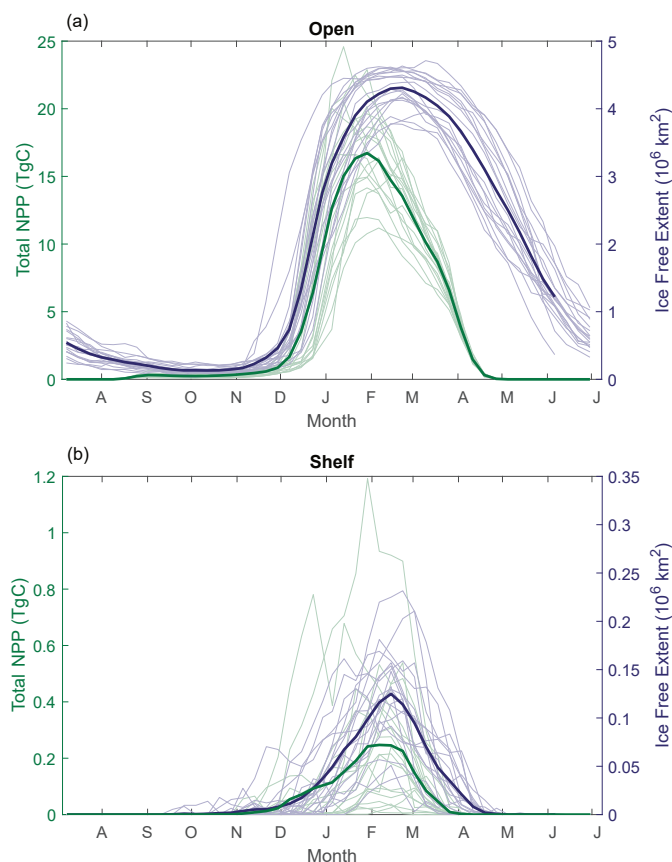 (a)
Open
25
20
15
10
5
0
Total NPP (TgC)
5
4
3
2
1
0
Ice Free Extent (10⁶ km²)
A S O N D J F M A M J J
Month
(b)
Shelf
1.2
1
0.8
0.6
0.4
0.2
0
Total NPP (TgC)
0.35
0.3
0.25
0.2
0.15
0.1
0.05
0
Ice Free Extent (10⁶ km²)
A S O N D J F M A M J J
Month